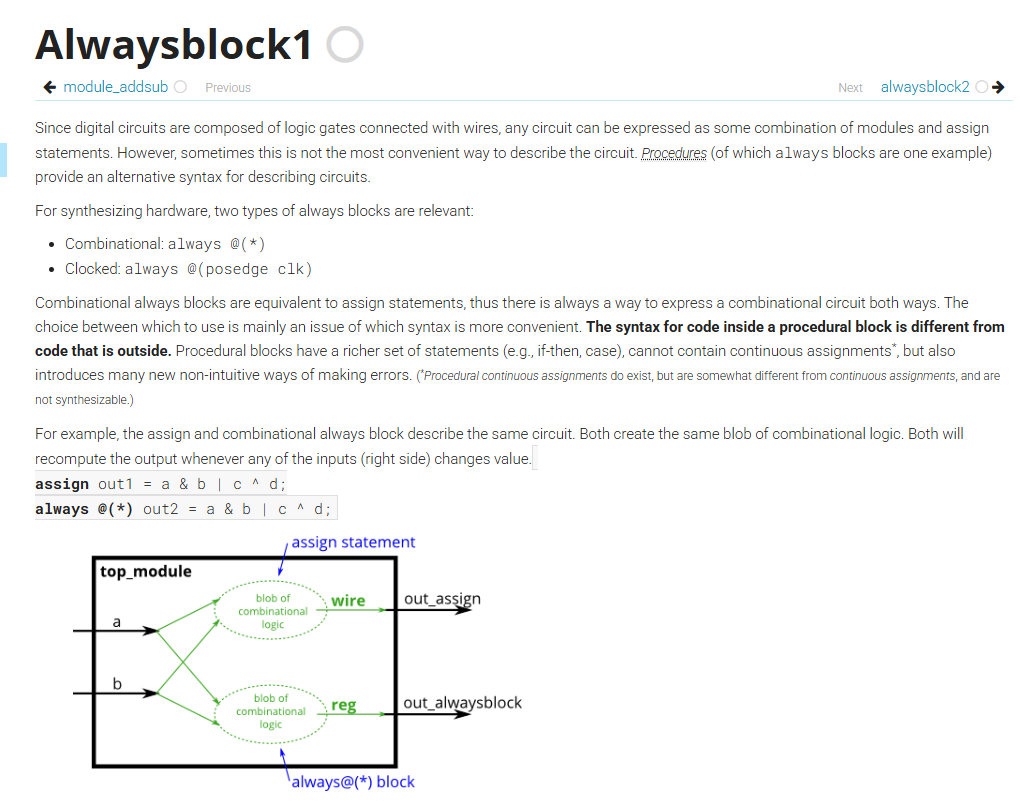 Alwaysblock1
← module_addsub Previous
Next alwaysblock2 →
Since digital circuits are composed of logic gates connected with wires, any circuit can be expressed as some combination of modules and assign
statements. However, sometimes this is not the most convenient way to describe the circuit. Procedures (of which always blocks are one example)
provide an alternative syntax for describing circuits.
For synthesizing hardware, two types of always blocks are relevant:
• Combinational: always @(*)
• Clocked: always @(posedge clk)
Combinational always blocks are equivalent to assign statements, thus there is always a way to express a combinational circuit both ways. The
choice between which to use is mainly an issue of which syntax is more convenient. The syntax for code inside a procedural block is different from
code that is outside. Procedural blocks have a richer set of statements (e.g., if-then, case), cannot contain continuous assignments*, but also
introduces many new non-intuitive ways of making errors. (*Procedural continuous assignments do exist, but are somewhat different from continuous assignments, and are
not synthesizable.)
For example, the assign and combinational always block describe the same circuit. Both create the same blob of combinational logic. Both will
recompute the output whenever any of the inputs (right side) changes value.
assign out1 = a & b | c ^ d;
always @(*) out2 = a & b | c ^ d;
assign statement
top_module
blob of
combinational
logic
wire
out_assign
a
b
blob of
combinational
logic
reg
out_alwaysblock
always@(*) block